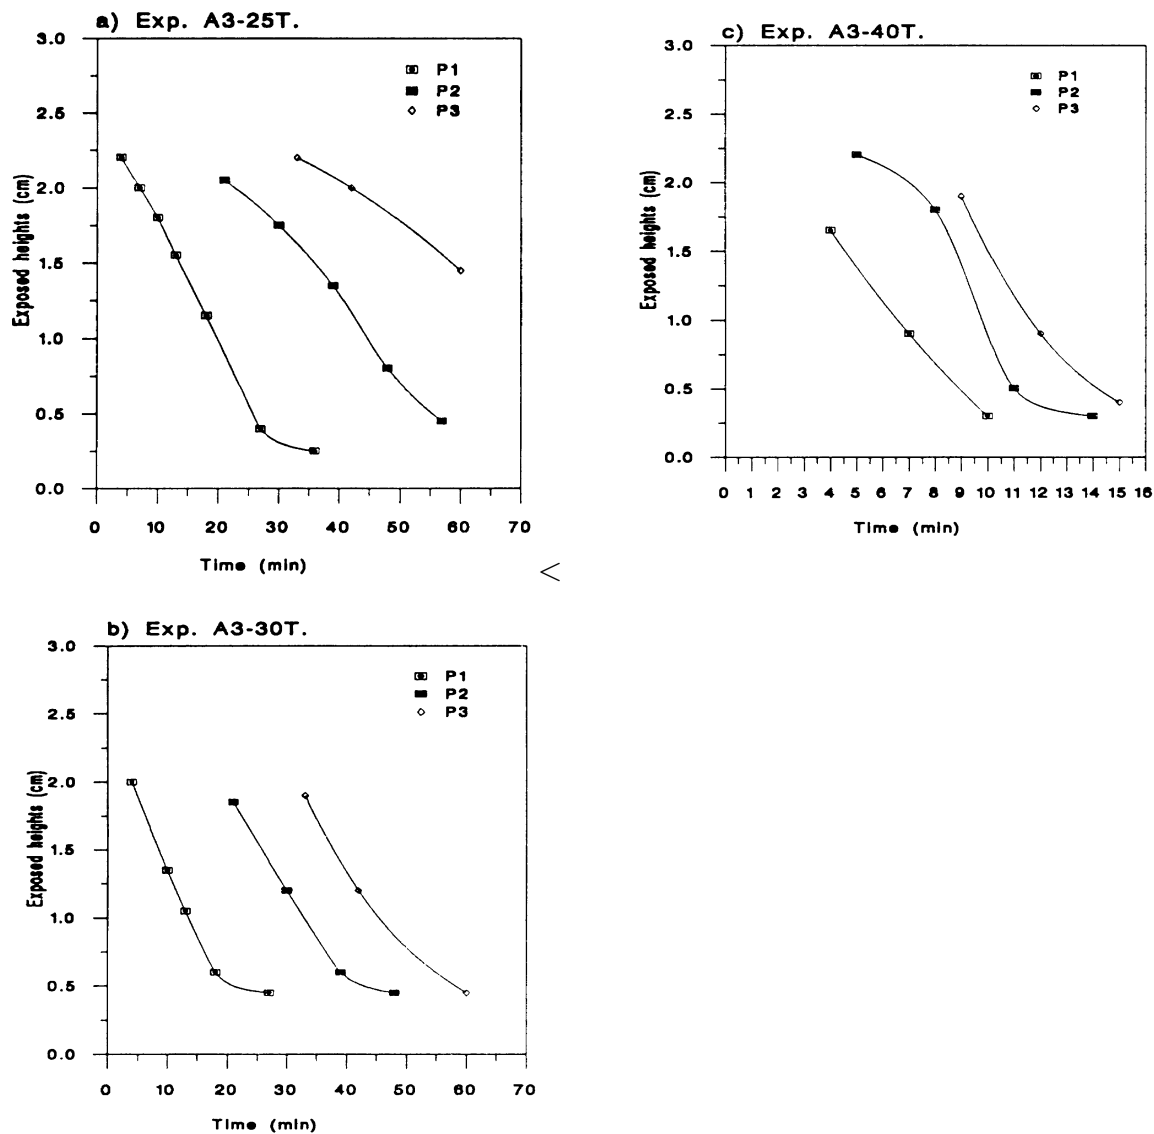 a) Exp. A3-25T.
3.0
2.5
2.0
1.5
1.0
0.5
0.0
Exposed heights (cm)
P1
P2
P3
0 10 20 30 40 50 60 70
Time (min)
c) Exp. A3-40T.
3.0
2.5
2.0
1.5
1.0
0.5
0.0
Exposed heights (cm)
P1
P2
P3
0 1 2 3 4 5 6 7 8 9 10 11 12 13 14 15 16
Time (min)
<
b) Exp. A3-30T.
3.0
2.5
2.0
1.5
1.0
0.5
0.0
Exposed heights (cm)
P1
P2
P3
0 10 20 30 40 50 60 70
Time (min)